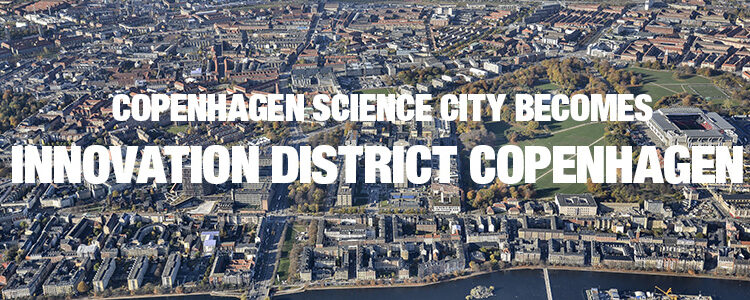 COPENHAGEN SCIENCE CITY BECOMES
INNOVATION DISTRICT COPENHAGEN